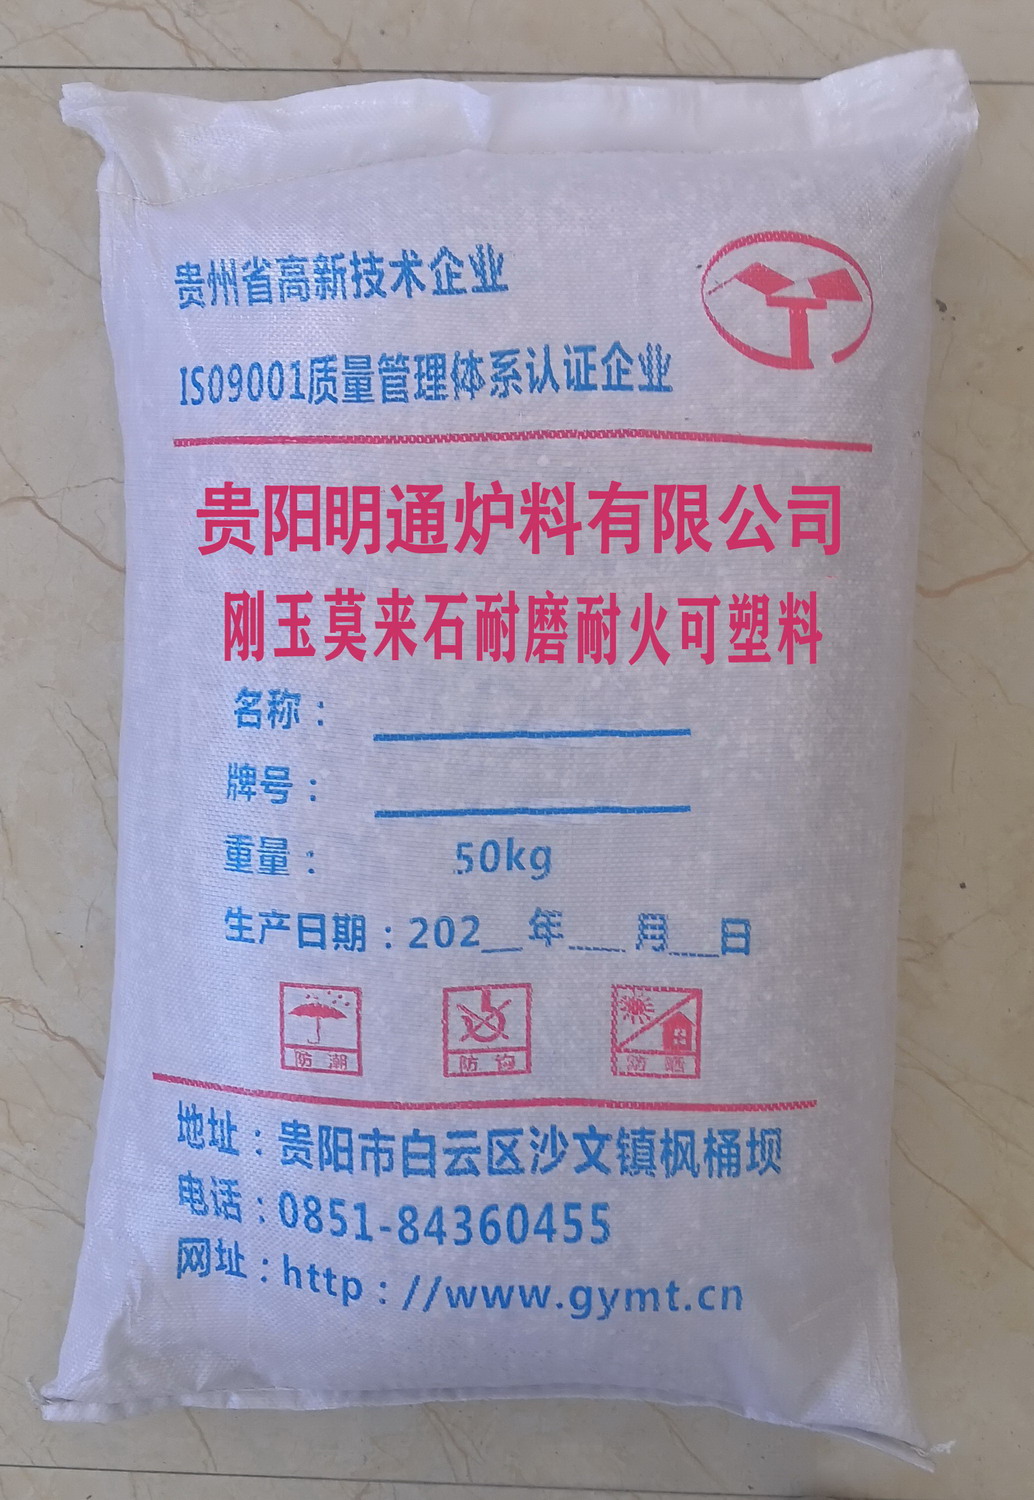 贵州省高新技术企业
ISO9001质量管理体系认证企业
贵阳明通炉料有限公司
刚玉莫来石耐磨耐火可塑料
名称：
牌号：
重量： 50kg
生产日期：202__年____月___日
防潮 防钩 防晒
地址：贵阳市白云区沙文镇枫桶坝
电话：0851-84360455
网址：http：//www.gymt.cn